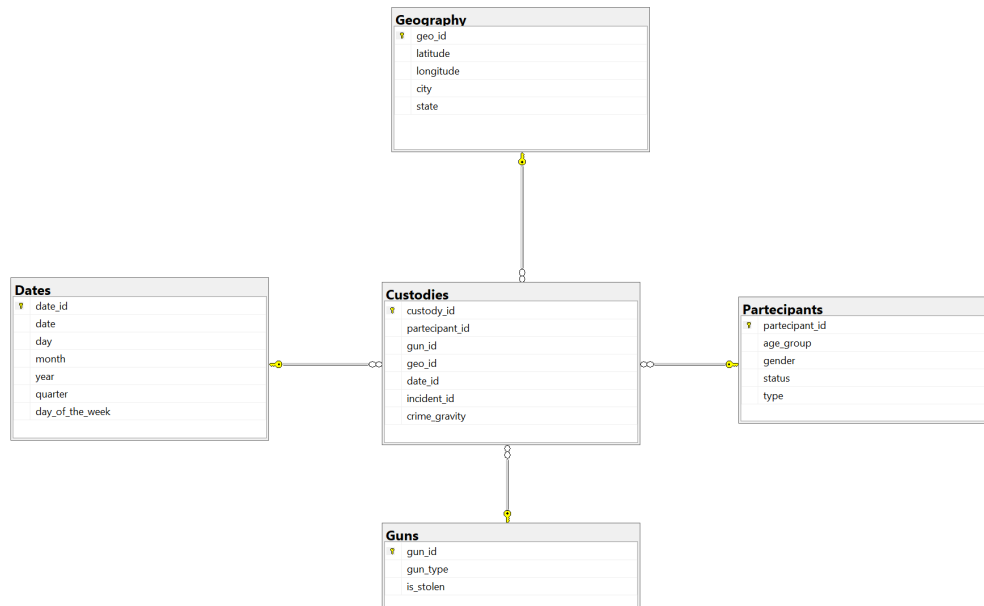 Geography
geo_id
latitude
longitude
city
state
Dates
date_id
date
day
month
year
quarter
day_of_the_week
Custodies
custody_id
partecipant_id
gun_id
geo_id
date_id
incident_id
crime_gravity
Partecipants
partecipant_id
age_group
gender
status
type
Guns
gun_id
gun_type
is_stolen